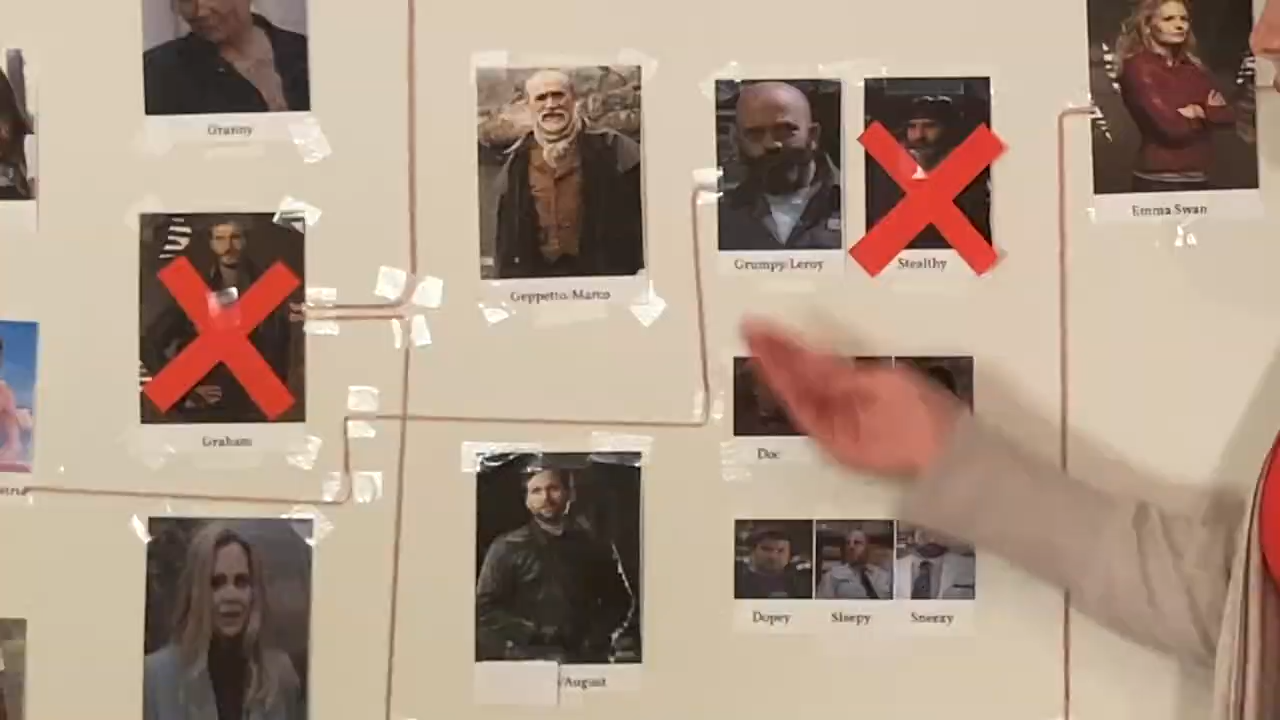 Granny
Emma Swan
Grumpy/Leroy
Stealthy
Geppetto/Marco
Graham
Doc
Dopey
Sleepy
Sneezy
/August